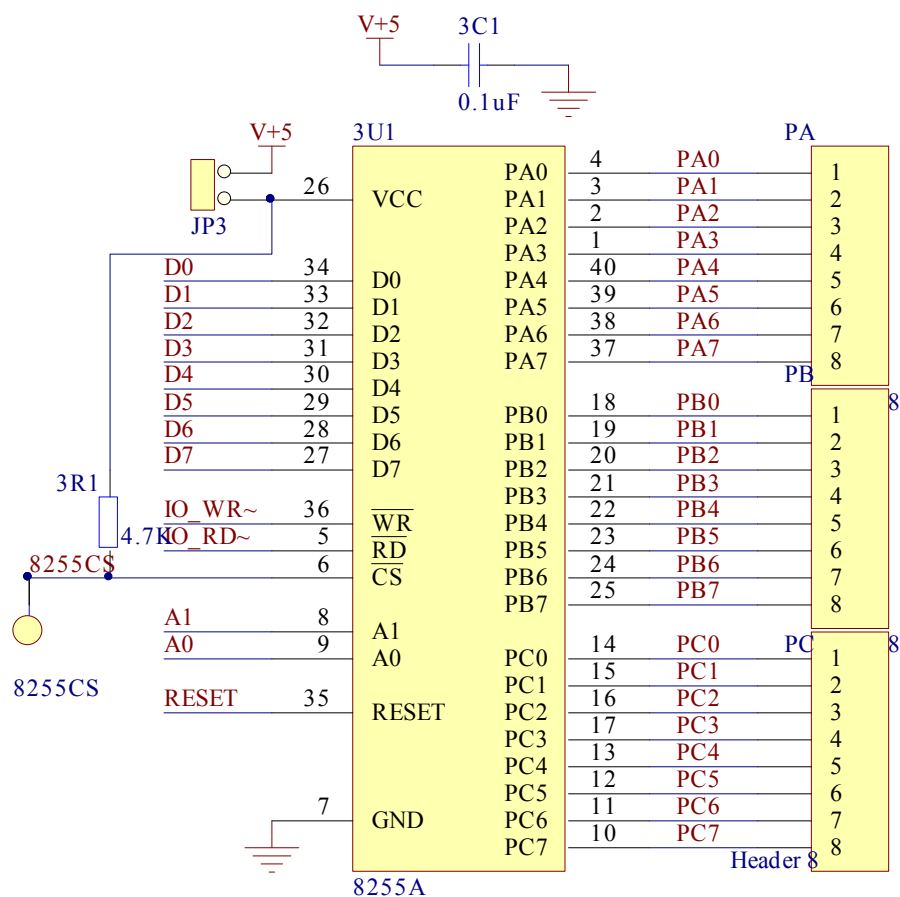 V+5 3C1
0.1uF
V+5 3U1 PA
JP3
26 VCC
PA0 4 PA0 1
PA1 3 PA1 2
PA2 2 PA2 3
PA3 1 PA3 4
PA4 40 PA4 5
PA5 39 PA5 6
PA6 38 PA6 7
PA7 37 PA7 8
D0 34 D0
D1 33 D1
D2 32 D2
D3 31 D3
D4 30 D4
D5 29 D5
D6 28 D6
D7 27 D7
PB 8
PB0 18 PB0 1
PB1 19 PB1 2
PB2 20 PB2 3
PB3 21 PB3 4
PB4 22 PB4 5
PB5 23 PB5 6
PB6 24 PB6 7
PB7 25 PB7 8
3R1
4.7K
IO_WR~ 36 WR
IO_RD~ 5 RD
8255CS 6 CS
8255CS
A1 8 A1
A0 9 A0
RESET 35 RESET
7 GND
PC 8
PC0 14 PC0 1
PC1 15 PC1 2
PC2 16 PC2 3
PC3 17 PC3 4
PC4 13 PC4 5
PC5 12 PC5 6
PC6 11 PC6 7
PC7 10 PC7 8
Header 8
8255A